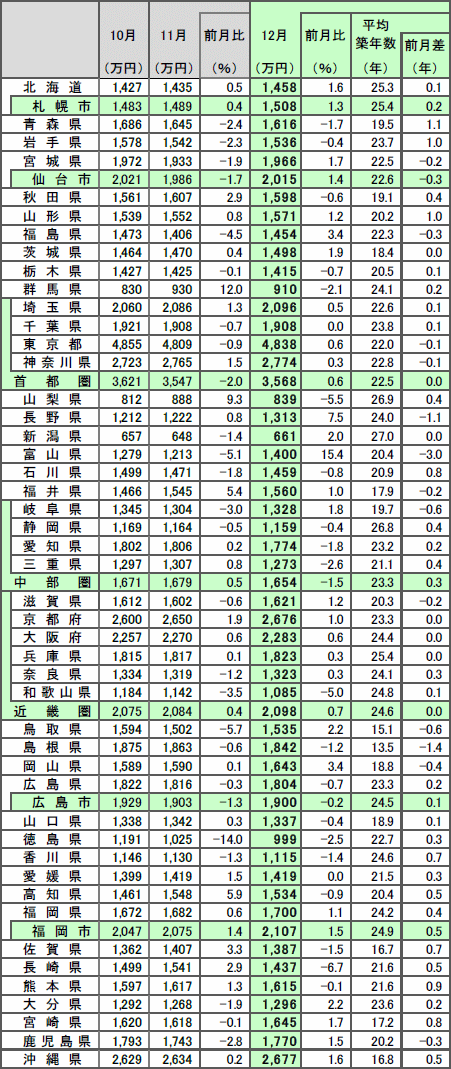 10月 11月 前月比 12月 前月比 平均築年数 前月差
（万円） （万円） （％） （万円） （％） （年） （年）
北海道 1,427 1,435 0.5 1,458 1.6 25.3 0.1
札幌市 1,483 1,489 0.4 1,508 1.3 25.4 0.2
青森県 1,686 1,645 −2.4 1,616 −1.7 19.5 1.1
岩手県 1,578 1,542 −2.3 1,536 −0.4 23.7 1.0
宮城県 1,972 1,933 −1.9 1,966 1.7 22.5 −0.2
仙台市 2,021 1,986 −1.7 2,015 1.4 22.6 −0.3
秋田県 1,561 1,607 2.9 1,598 −0.6 19.1 0.4
山形県 1,539 1,552 0.8 1,571 1.2 20.2 1.0
福島県 1,473 1,406 −4.5 1,454 3.4 22.3 −0.3
茨城県 1,464 1,470 0.4 1,498 1.9 18.4 0.0
栃木県 1,427 1,425 −0.1 1,415 −0.7 20.5 0.1
群馬県 830 930 12.0 910 −2.1 24.1 0.2
埼玉県 2,060 2,086 1.3 2,096 0.5 22.6 0.1
千葉県 1,921 1,908 −0.7 1,908 0.0 23.8 0.1
東京都 4,855 4,809 −0.9 4,838 0.6 22.0 −0.1
神奈川県 2,723 2,765 1.5 2,774 0.3 22.8 −0.1
首都圏 3,621 3,547 −2.0 3,568 0.6 22.5 0.0
山梨県 812 888 9.3 839 −5.5 26.9 0.4
長野県 1,212 1,222 0.8 1,313 7.5 24.0 −1.1
新潟県 657 648 −1.4 661 2.0 27.0 0.0
富山県 1,279 1,213 −5.1 1,400 15.4 20.4 −3.0
石川県 1,499 1,471 −1.8 1,459 −0.8 20.9 0.8
福井県 1,466 1,545 5.4 1,560 1.0 17.9 −0.2
岐阜県 1,345 1,304 −3.0 1,328 1.8 19.7 −0.6
静岡県 1,169 1,164 −0.5 1,159 −0.4 26.8 0.4
愛知県 1,802 1,806 0.2 1,774 −1.8 23.2 0.2
三重県 1,297 1,307 0.8 1,273 −2.6 21.1 0.4
中部圏 1,671 1,679 0.5 1,654 −1.5 23.3 0.3
滋賀県 1,612 1,602 −0.6 1,621 1.2 20.3 −0.2
京都府 2,600 2,650 1.9 2,676 1.0 23.3 0.0
大阪府 2,257 2,270 0.6 2,283 0.6 24.4 0.0
兵庫県 1,815 1,817 0.1 1,823 0.3 25.4 0.0
奈良県 1,334 1,319 −1.2 1,323 0.3 24.1 0.3
和歌山県 1,184 1,142 −3.5 1,085 −5.0 24.8 0.1
近畿圏 2,075 2,084 0.4 2,098 0.7 24.6 0.0
鳥取県 1,594 1,502 −5.7 1,535 2.2 15.1 −0.6
島根県 1,875 1,863 −0.6 1,842 −1.2 13.5 −1.4
岡山県 1,589 1,590 0.1 1,643 3.4 18.8 −0.4
広島県 1,822 1,816 −0.3 1,804 −0.7 23.3 0.2
広島市 1,929 1,903 −1.3 1,900 −0.2 24.5 0.1
山口県 1,338 1,342 0.3 1,337 −0.4 18.9 0.1
徳島県 1,191 1,025 −14.0 999 −2.5 22.7 0.3
香川県 1,146 1,130 −1.3 1,115 −1.4 24.6 0.7
愛媛県 1,399 1,419 1.5 1,419 0.0 21.5 0.3
高知県 1,461 1,548 5.9 1,534 −0.9 20.4 0.5
福岡県 1,672 1,682 0.6 1,700 1.1 24.2 0.4
福岡市 2,047 2,075 1.4 2,107 1.5 24.9 0.5
佐賀県 1,362 1,407 3.3 1,387 −1.5 16.7 0.7
長崎県 1,499 1,541 2.9 1,437 −6.7 21.6 0.5
熊本県 1,597 1,617 1.3 1,615 −0.1 21.6 0.9
大分県 1,292 1,268 −1.9 1,296 2.2 23.6 0.2
宮崎県 1,620 1,618 −0.1 1,645 1.7 17.2 0.8
鹿児島県 1,793 1,743 −2.8 1,770 1.5 20.2 −0.3
沖縄県 2,629 2,634 0.2 2,677 1.6 16.8 0.5